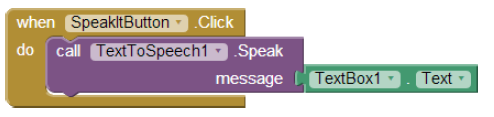 when SpeakItButton .Click
do call TextToSpeech1 .Speak
message TextBox1 . Text